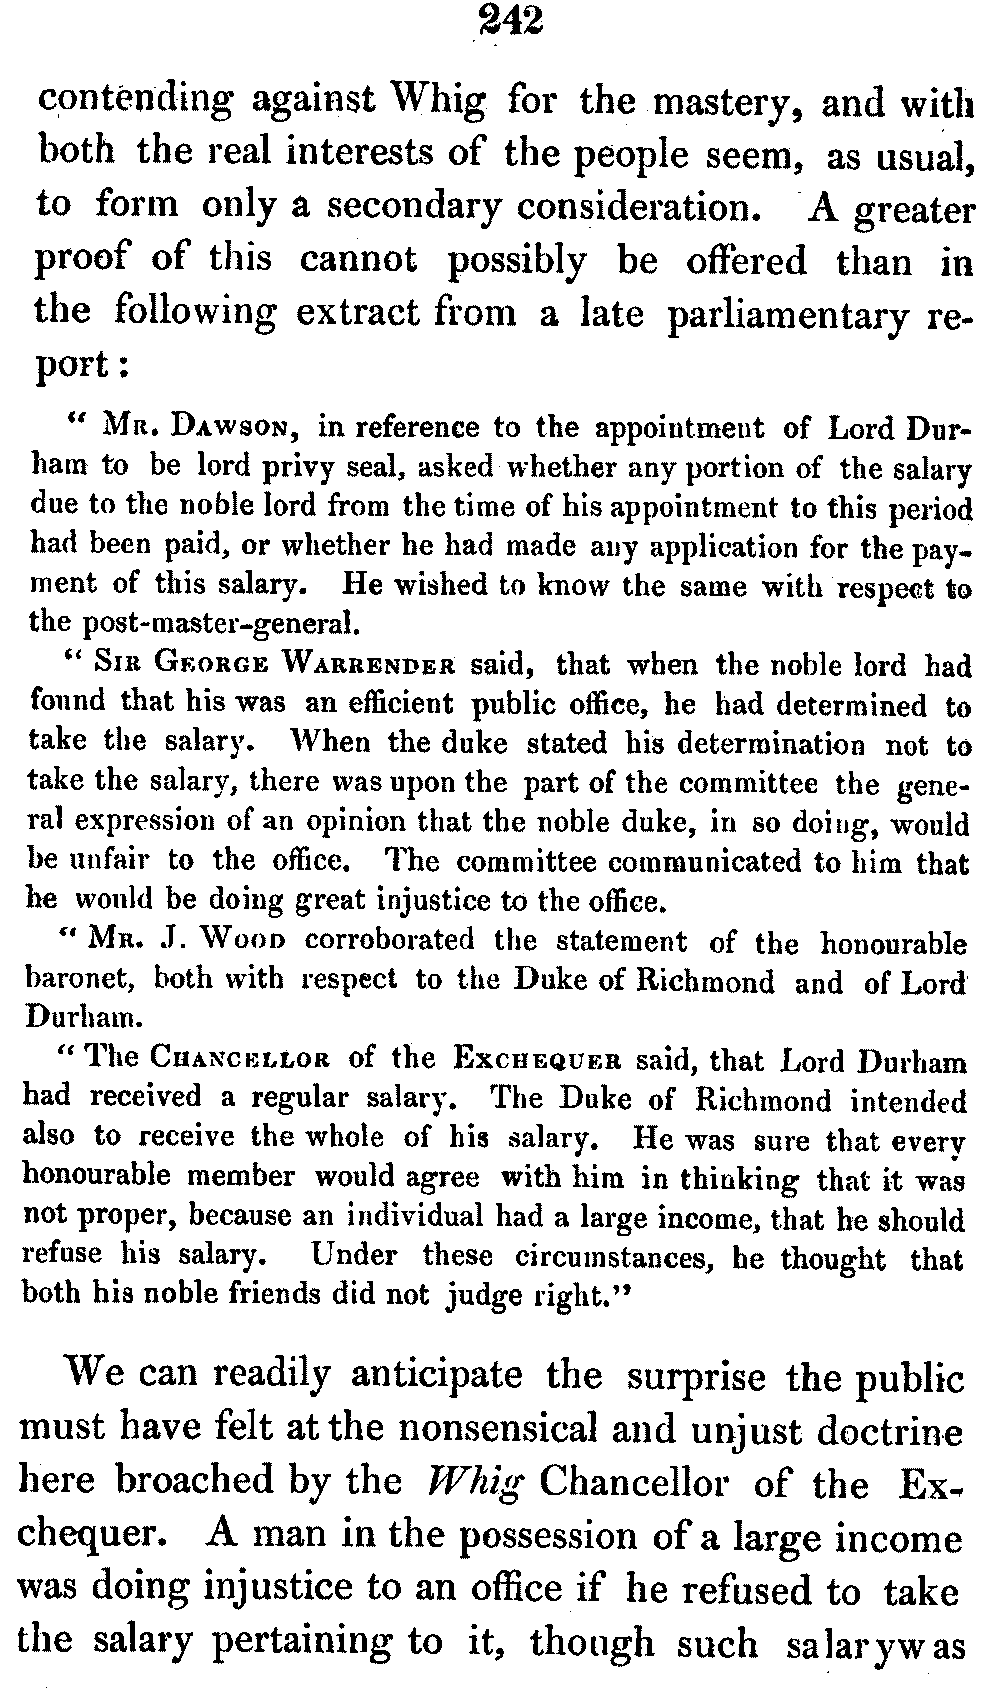 242
contending against Whig for the mastery, and with
both the real interests of the people seem, as usual,
to form only a secondary consideration. A greater
proof of this cannot possibly be offered than in
the following extract from a late parliamentary re-
port :
“ MR. DAWSON, in reference to the appointment of Lord Dur-
ham to be lord privy seal, asked whether any portion of the salary
due to the noble lord from the time of his appointment to this period
had been paid, or whether he had made any application for the pay-
ment of this salary. He wished to know the same with respect to
the post-master-general.
“ SIR GEORGE WARRENDER said, that when the noble lord had
found that his was an efficient public office, he had determined to
take the salary. When the duke stated his determination not to
take the salary, there was upon the part of the committee the gene-
ral expression of an opinion that the noble duke, in so doing, would
be unfair to the office. The committee communicated to him that
he would be doing great injustice to the office.
“ MR. J. WOOD corroborated the statement of the honourable
baronet, both with respect to the Duke of Richmond and of Lord
Durham.
“ The CHANCELLOR of the EXCHEQUER said, that Lord Durham
had received a regular salary. The Duke of Richmond intended
also to receive the whole of his salary. He was sure that every
honourable member would agree with him in thinking that it was
not proper, because an individual had a large income, that he should
refuse his salary. Under these circumstances, he thought that
both his noble friends did not judge right.”
We can readily anticipate the surprise the public
must have felt at the nonsensical and unjust doctrine
here broached by the Whig Chancellor of the Ex-
chequer. A man in the possession of a large income
was doing injustice to an office if he refused to take
the salary pertaining to it, though such salaryw as